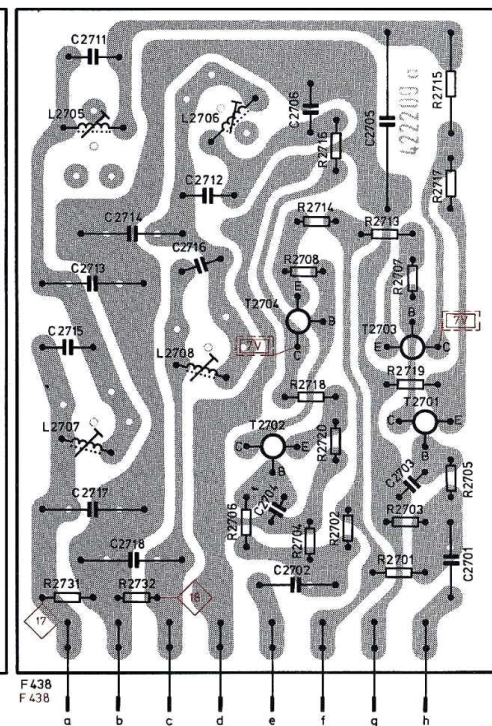 C2711
L2705
L2706
C2706
R2716
C2705
422200 a
R2715
R2717
C2712
C2714
C2716
R2714
R2713
C2713
R2708
R2707
E
T2704
B
C
7V
B
T2703
E
C
7V
C2715
L2708
R2719
R2718
T2701
C
E
B
L2707
T2702
C
E
B
R2720
C2703
R2705
C2717
R2706
C2704
R2704
R2702
R2703
C2718
C2702
R2701
C2701
R2731
R2732
17
18
F438
F438
a
b
c
d
e
f
g
h